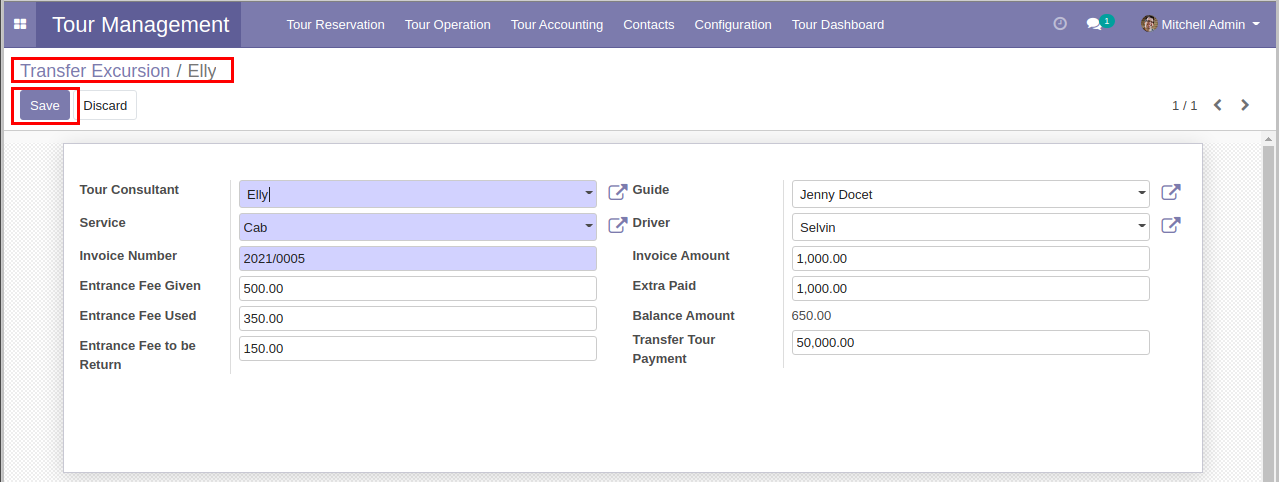 Tour Management Tour Reservation Tour Operation Tour Accounting Contacts Configuration Tour Dashboard 1 Mitchell Admin
Transfer Excursion / Elly
Save Discard 1 / 1
Tour Consultant Elly Guide Jenny Docet
Service Cab Driver Selvin
Invoice Number 2021/0005 Invoice Amount 1,000.00
Entrance Fee Given 500.00 Extra Paid 1,000.00
Entrance Fee Used 350.00 Balance Amount 650.00
Entrance Fee to be Return 150.00 Transfer Tour Payment 50,000.00